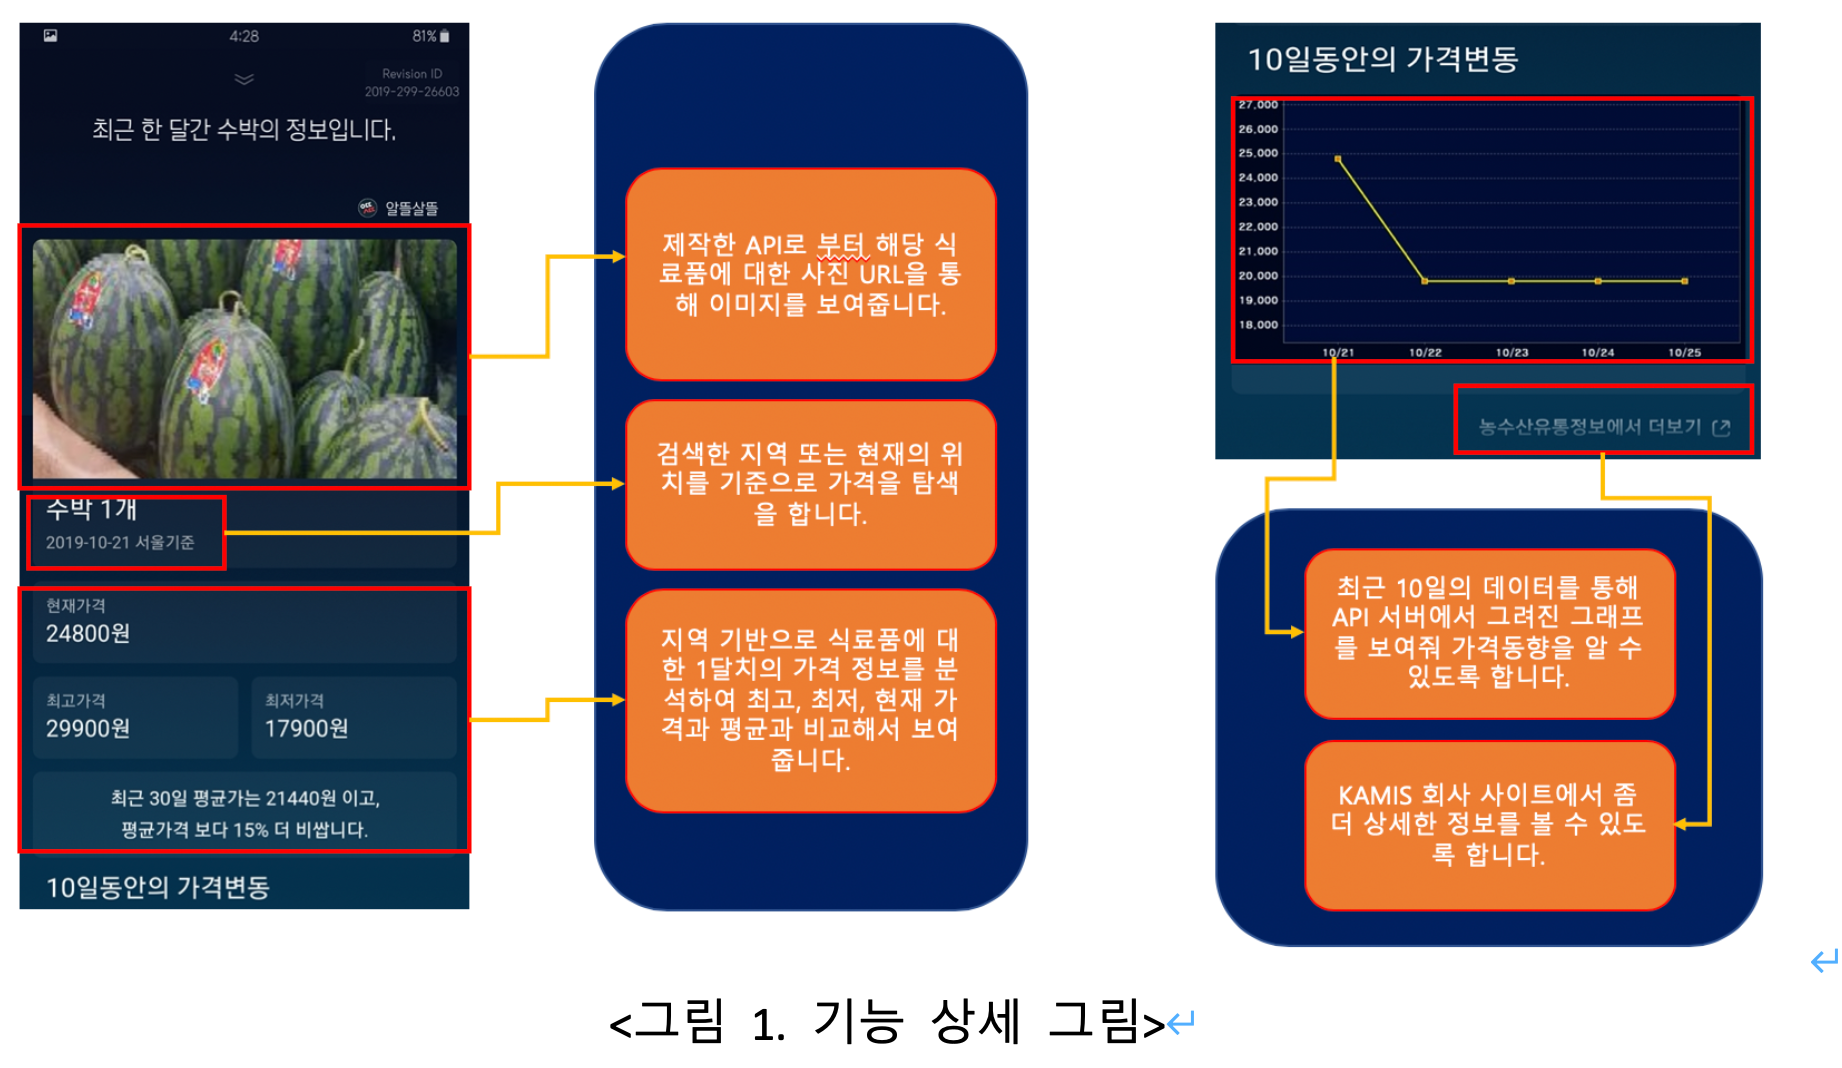 4:28
81%
Revision ID
2019-299-26603
최근 한 달간 수박의 정보입니다.
알뜰살뜰
수박 1개
2019-10-21 서울기준
현재가격
24800원
최고가격
29900원
최저가격
17900원
최근 30일 평균가는 21440원 이고,
평균가격 보다 15% 더 비쌉니다.
10일동안의 가격변동
제작한 API로 부터 해당 식
료품에 대한 사진 URL을 통
해 이미지를 보여줍니다.
검색한 지역 또는 현재의 위
치를 기준으로 가격을 탐색
을 합니다.
지역 기반으로 식료품에 대
한 1달치의 가격 정보를 분
석하여 최고, 최저, 현재 가
격과 평균과 비교해서 보여
줍니다.
10일동안의 가격변동
27,000
26,000
25,000
24,000
23,000
22,000
21,000
20,000
19,000
18,000
10/21 10/22 10/23 10/24 10/25
농수산유통정보에서 더보기
최근 10일의 데이터를 통해
API 서버에서 그려진 그래프
를 보여줘 가격동향을 알 수
있도록 합니다.
KAMIS 회사 사이트에서 좀
더 상세한 정보를 볼 수 있도
록 합니다.
<그림 1. 기능 상세 그림>